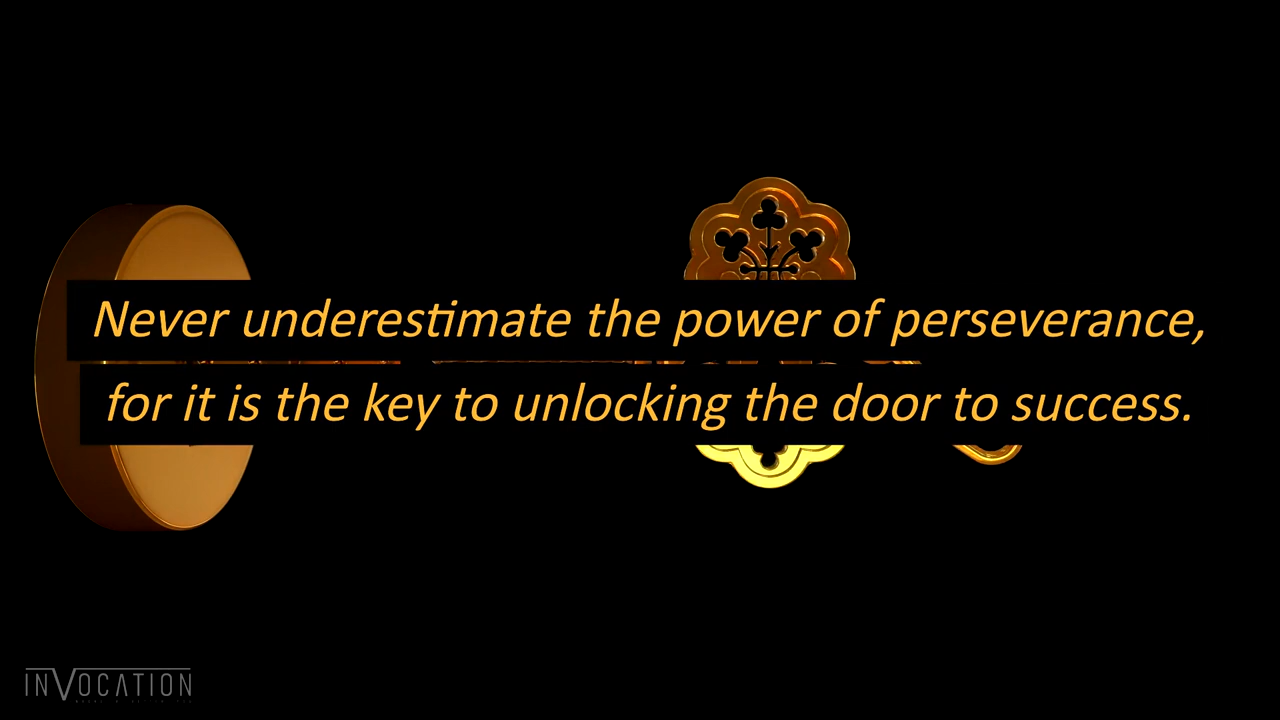 Never underestimate the power of perseverance,
for it is the key to unlocking the door to success.
INVOCATION